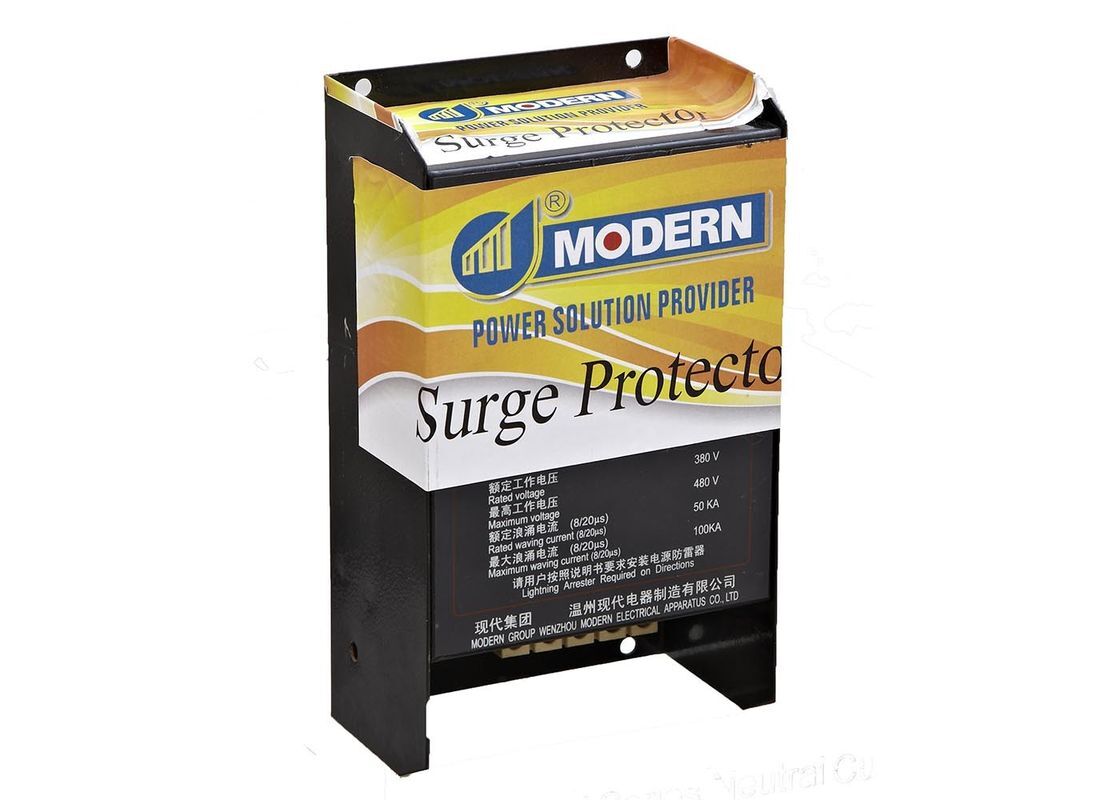 MODERN
POWER SOLUTION PROVIDER
Surge Protector
®
MODERN
POWER SOLUTION PROVIDER
Surge Protecto
额定工作电压 380 V
Rated voltage
最高工作电压 480 V
Maximum voltage
额定浪涌电流 (8/20μs) 50 KA
Rated waving current (8/20μs)
最大浪涌电流 (8/20μs) 100KA
Maximum waving current (8/20μs)
请用户按照说明书要求安装电源防雷器
Lightning Arrester Required on Directions
现代集团 温州现代电器制造有限公司
MODERN GROUP WENZHOU MODERN ELECTRICAL APPARATUS CO., LTD
Neutral Cu